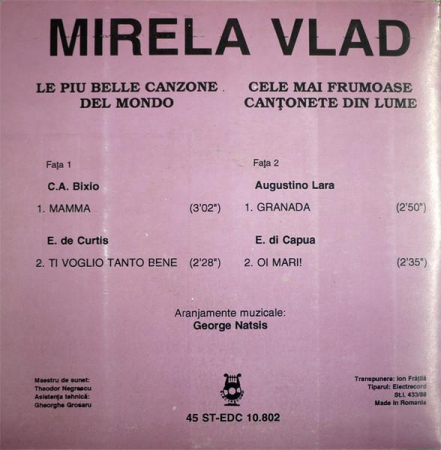 MIRELA VLAD
LE PIU BELLE CANZONE
DEL MONDO
CELE MAI FRUMOASE
CANȚONETE DIN LUME
Fața 1
C.A. Bixio
1. MAMMA (3'02")
E. de Curtis
2. TI VOGLIO TANTO BENE (2'28")
Fața 2
Augustino Lara
1. GRANADA (2'50")
E. di Capua
2. OI MARI! (2'35")
Aranjamente muzicale:
George Natsis
Maestru de sunet:
Theodor Negrescu
Asistența tehnică:
Gheorghe Grosaru
45 ST-EDC 10.802
Transpunere: Ion Frățilă
Tiparul: Electrecord
St.i. 433/88
Made in Romania